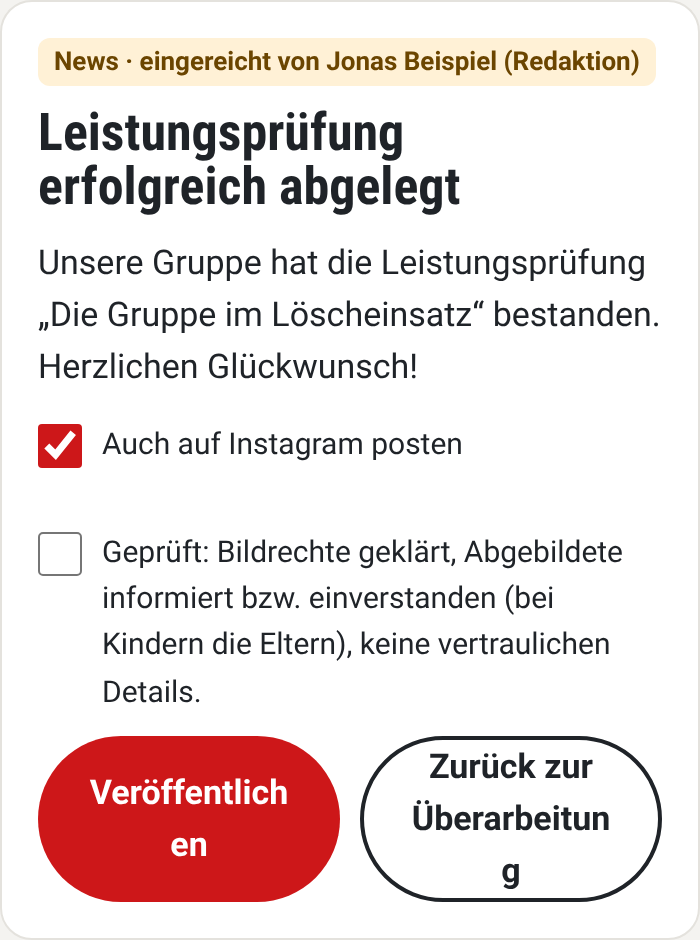 News · eingereicht von Jonas Beispiel (Redaktion)
Leistungsprüfung
erfolgreich abgelegt
Unsere Gruppe hat die Leistungsprüfung
„Die Gruppe im Löscheinsatz“ bestanden.
Herzlichen Glückwunsch!
Auch auf Instagram posten
Geprüft: Bildrechte geklärt, Abgebildete
informiert bzw. einverstanden (bei
Kindern die Eltern), keine vertraulichen
Details.
Veröffentlich
en
Zurück zur
Überarbeitun
g